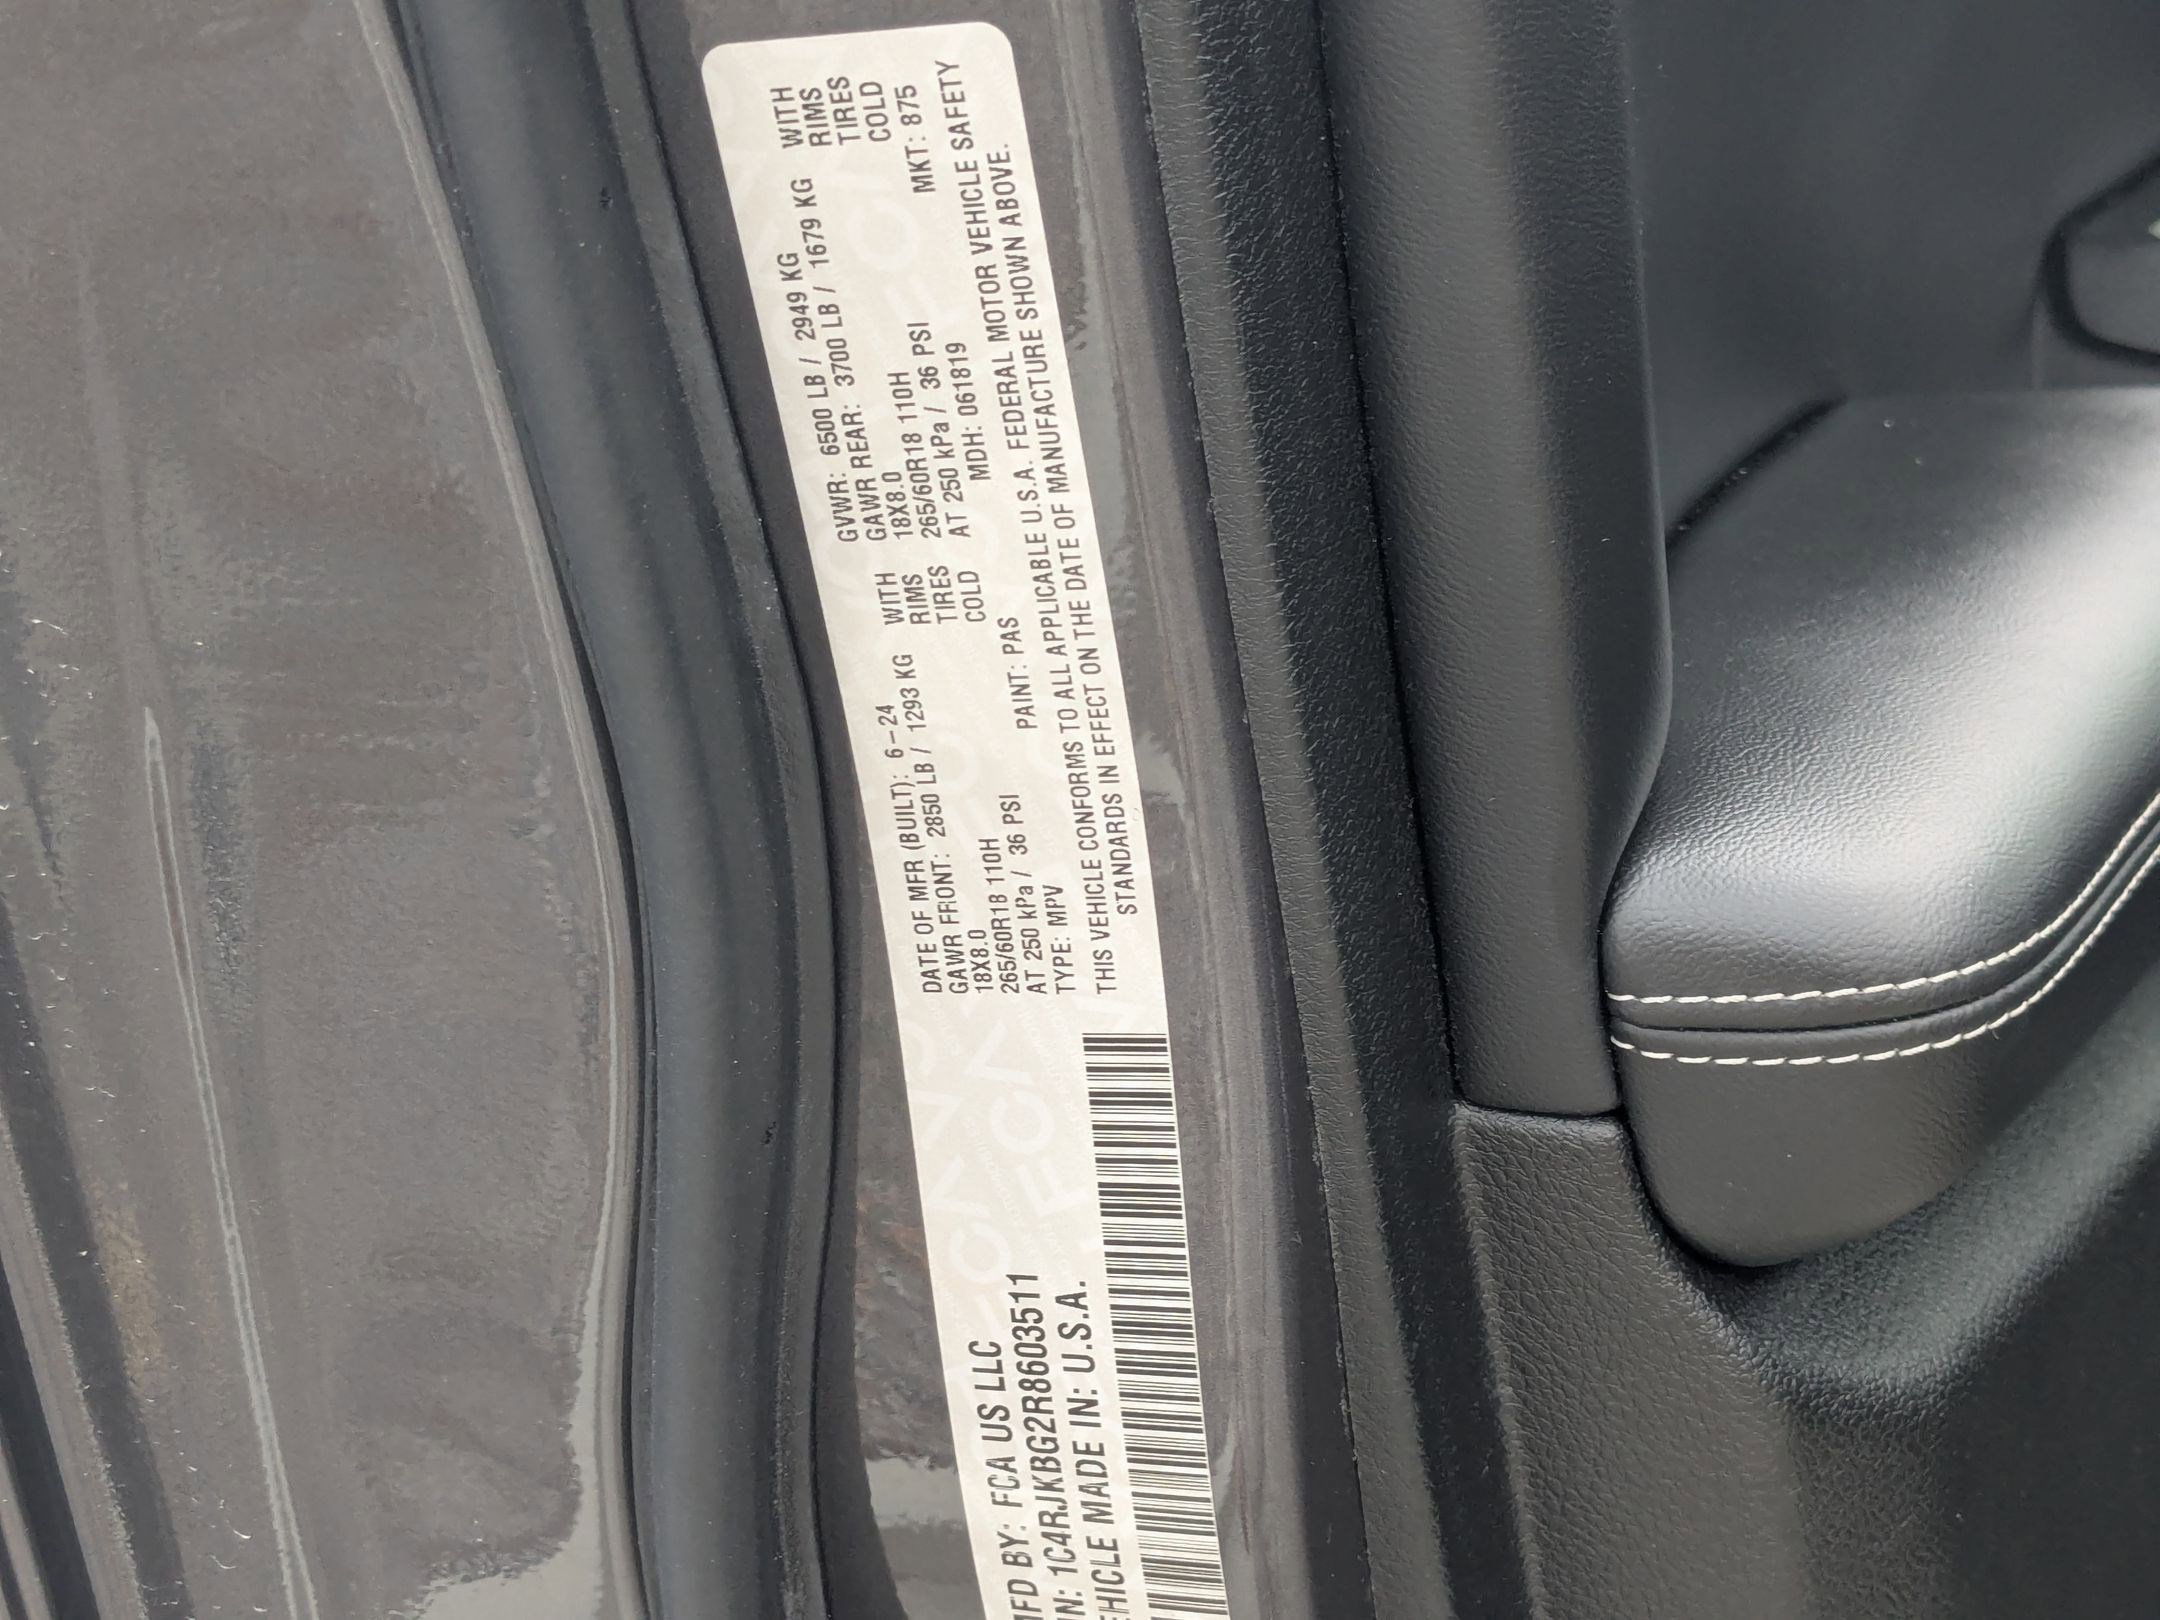 MFD BY: FCA US LLC
VIN: 1C4RJKBG2R8603511
VEHICLE MADE IN: U.S.A.
DATE OF MFR (BUILT): 6-24 GVWR: 6500 LB / 2949 KG
GAWR FRONT: 2850 LB / 1293 KG WITH GAWR REAR: 3700 LB / 1679 KG WITH
18X8.0 RIMS 18X8.0 RIMS
265/60R18 110H TIRES 265/60R18 110H TIRES
AT 250 kPa / 36 PSI COLD AT 250 kPa / 36 PSI COLD
TYPE: MPV PAINT: PAS MDH: 061819 MKT: 875
THIS VEHICLE CONFORMS TO ALL APPLICABLE U.S.A. FEDERAL MOTOR VEHICLE SAFETY
STANDARDS IN EFFECT ON THE DATE OF MANUFACTURE SHOWN ABOVE.